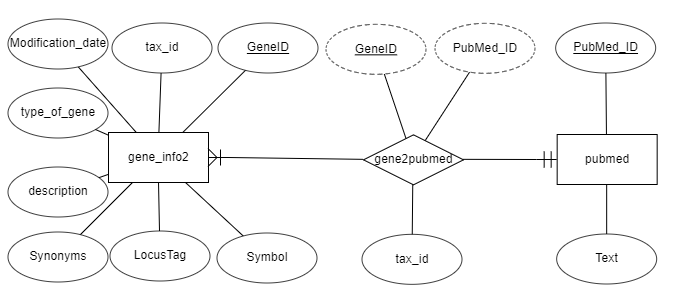 Modification_date
tax_id
GeneID
GeneID
PubMed_ID
PubMed_ID
type_of_gene
gene_info2
gene2pubmed
pubmed
description
Synonyms
LocusTag
Symbol
tax_id
Text